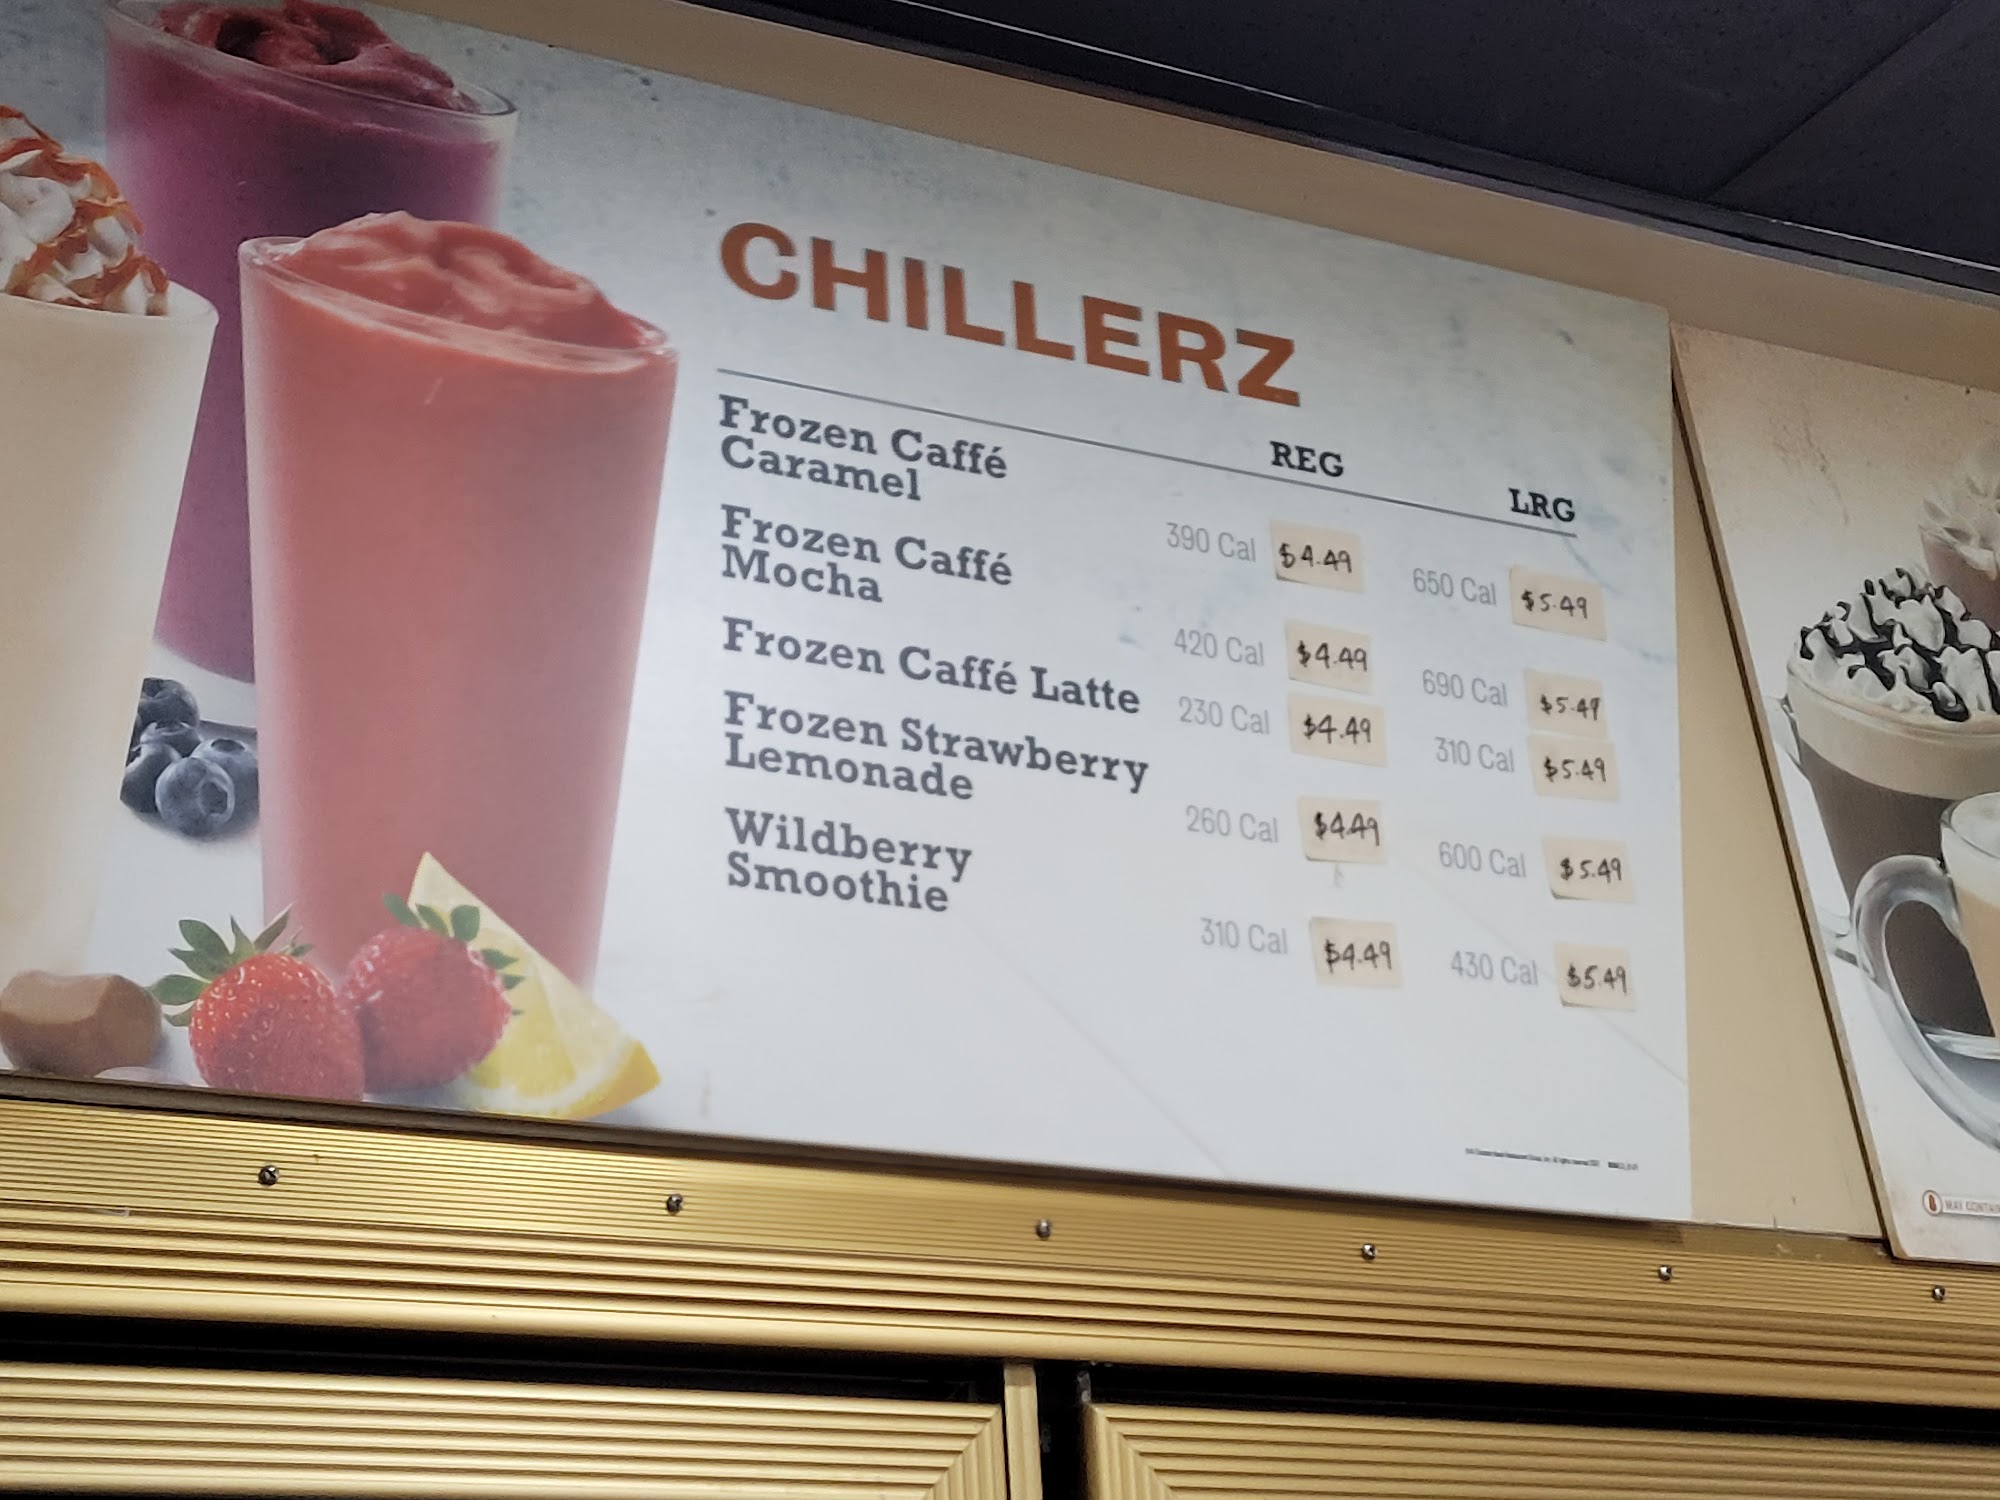 CHILLERZ
REG LRG
Frozen Caffé
Caramel
390 Cal $4.49 650 Cal $5.49
Frozen Caffé
Mocha
420 Cal $4.49 690 Cal $5.49
Frozen Caffé Latte 230 Cal $4.49 310 Cal $5.49
Frozen Strawberry
Lemonade
260 Cal $4.49 600 Cal $5.49
Wildberry
Smoothie
310 Cal $4.49 430 Cal $5.49
MAY CONTAIN